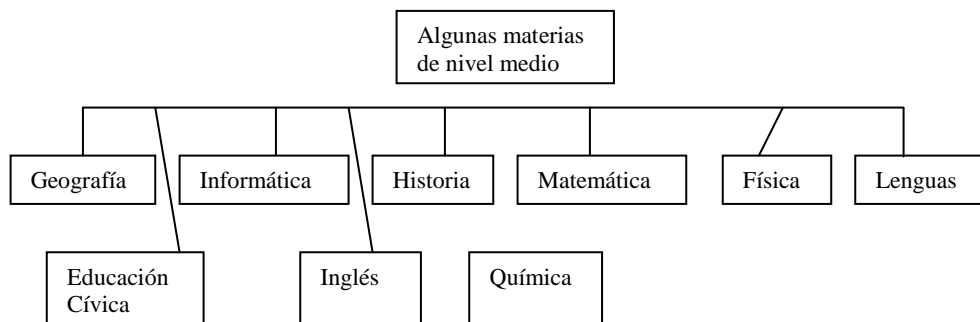 Algunas materias
de nivel medio
Geografía
Informática
Historia
Matemática
Física
Lenguas
Educación
Cívica
Inglés
Química